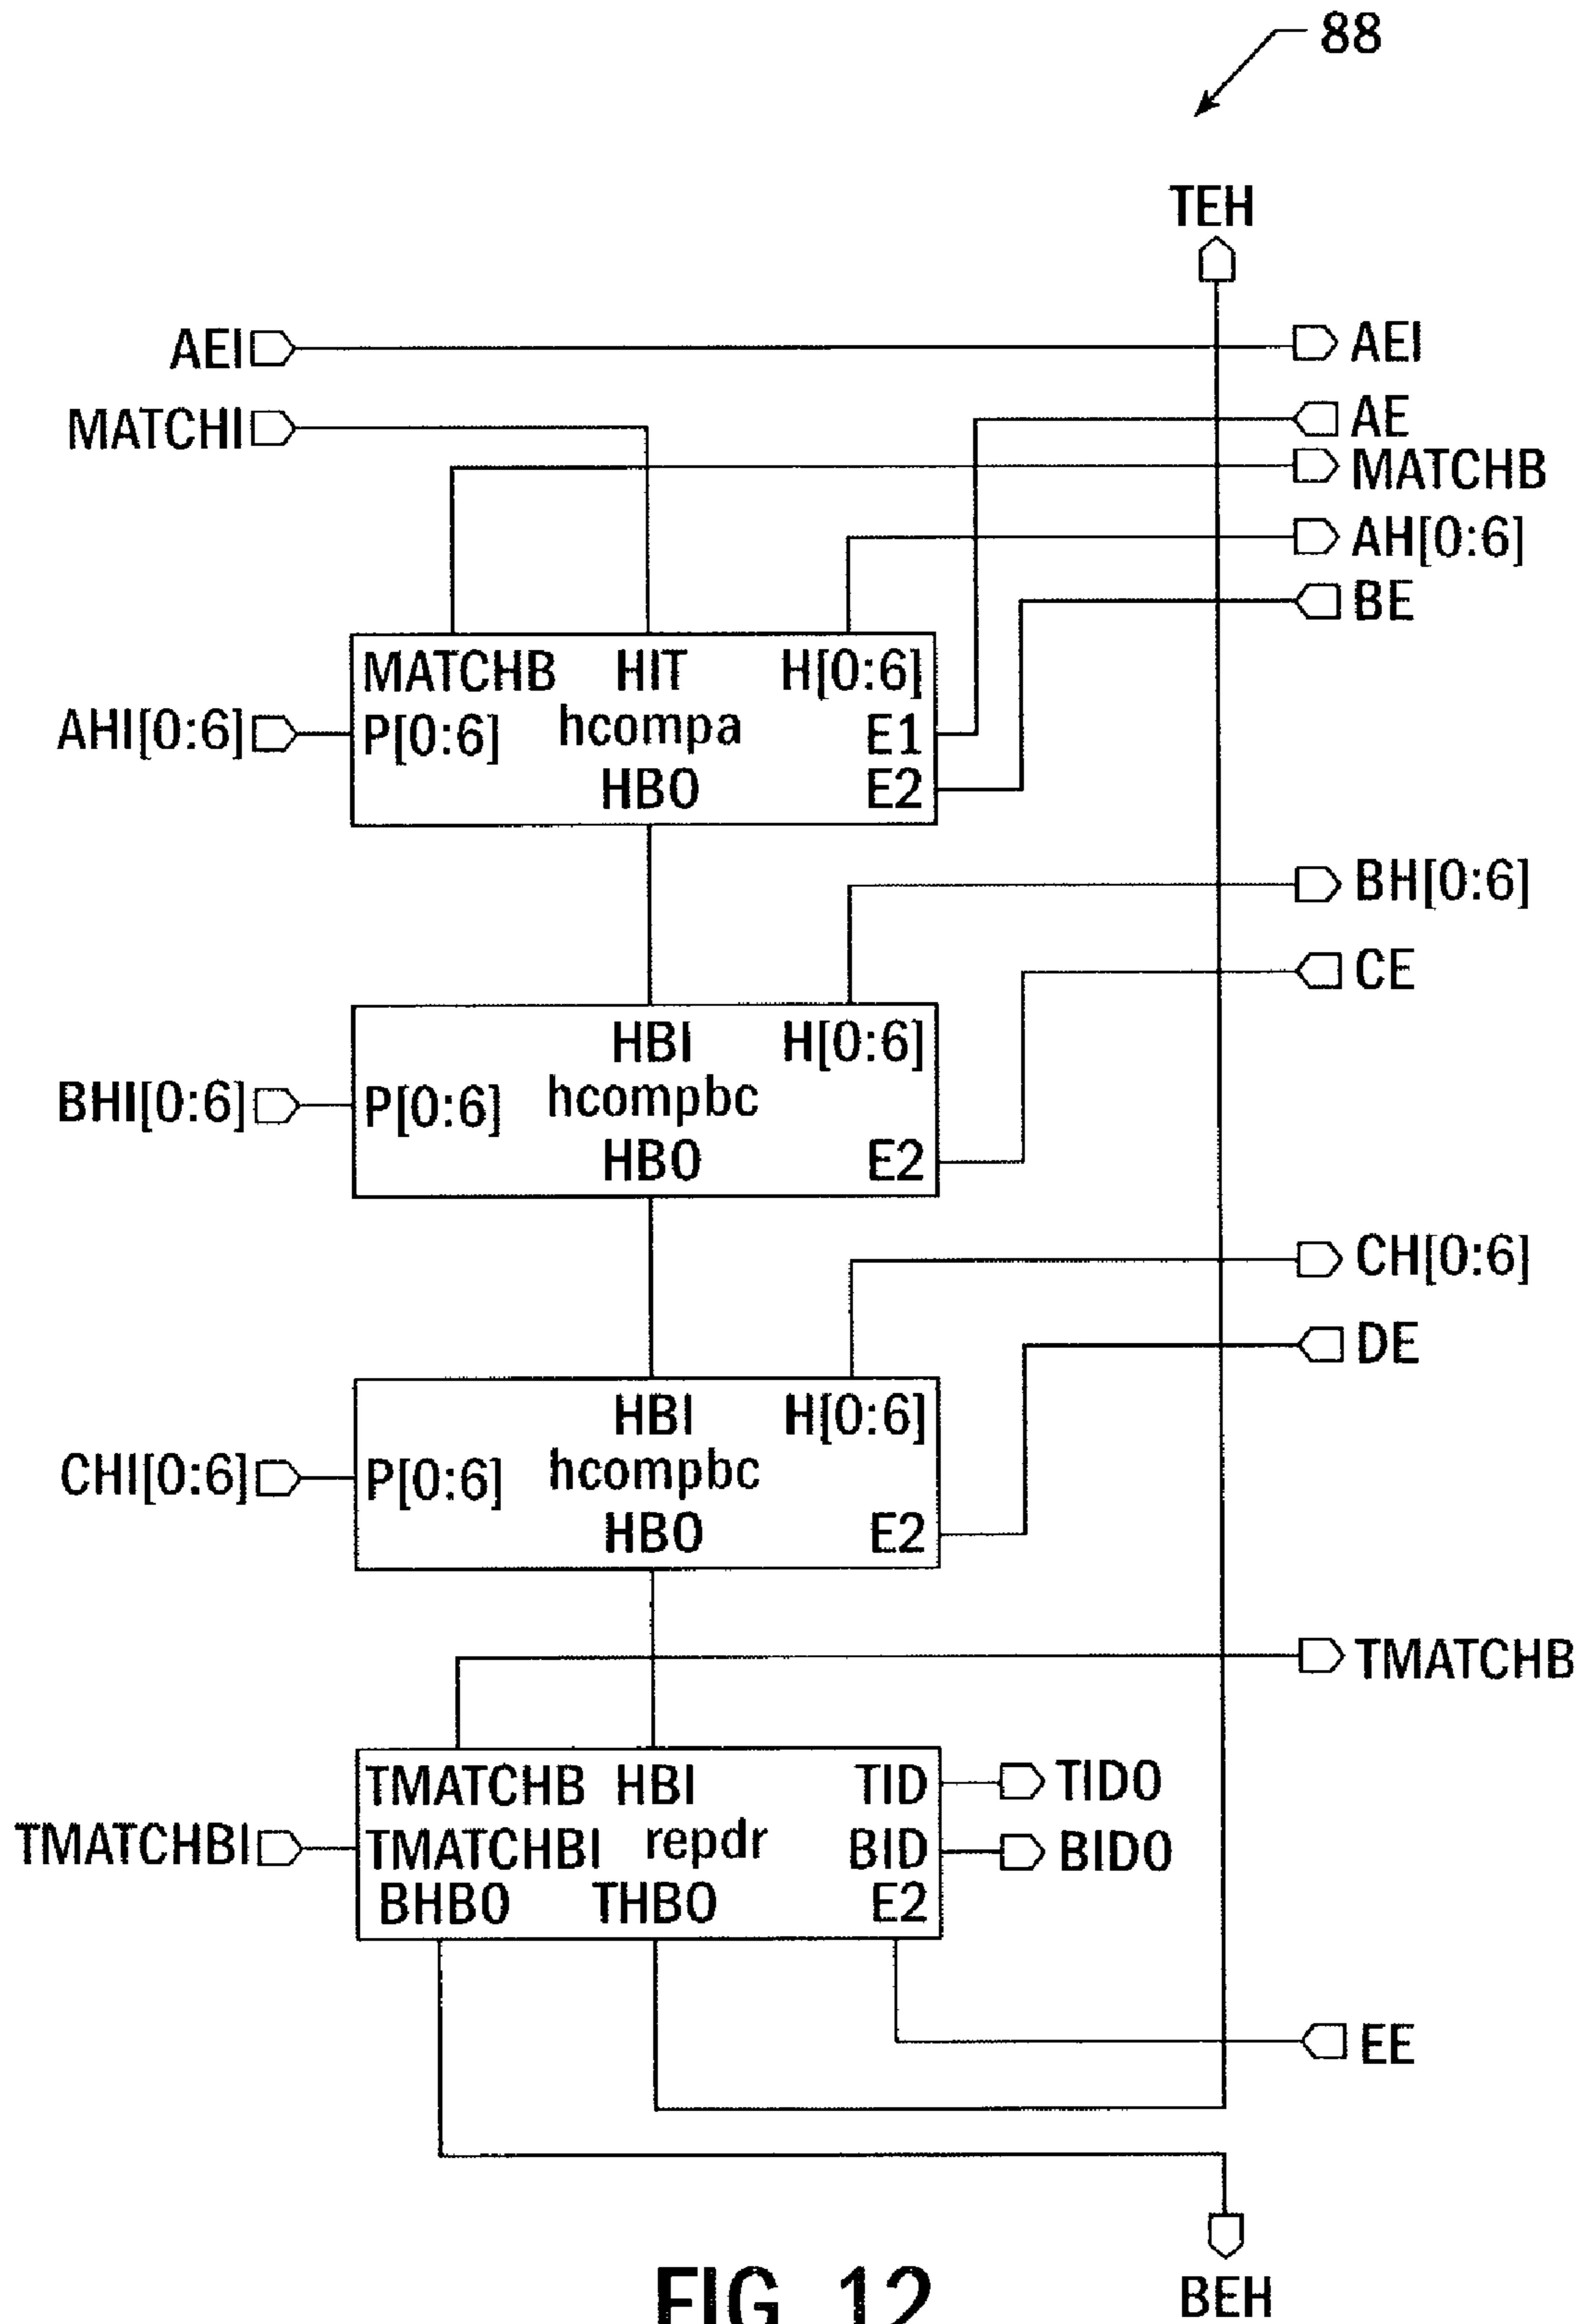 88
TEH
AEI AEI
MATCHI AE
MATCHB
AH[0:6]
BE
MATCHB HIT H[0:6]
AHI[0:6] P[0:6] hcompa E1
HBO E2
BH[0:6]
CE
HBI H[0:6]
BHI[0:6] P[0:6] hcompbc
HBO E2
CH[0:6]
DE
HBI H[0:6]
CHI[0:6] P[0:6] hcompbc
HBO E2
TMATCHB
TMATCHB HBI TID TIDO
TMATCHBI TMATCHBI repdr BID BIDO
BHBO THBO E2
EE
BEH
FIG. 12